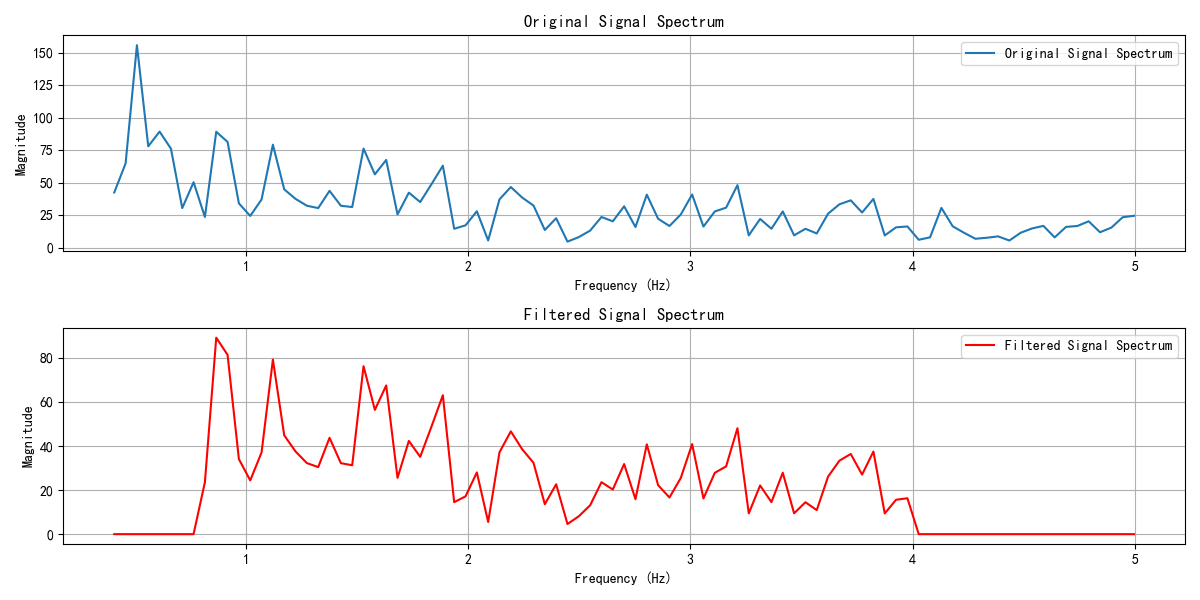 Original Signal Spectrum
Original Signal Spectrum
150
125
100
75
50
25
0
Magnitude
1 2 3 4 5
Frequency (Hz)
Filtered Signal Spectrum
Filtered Signal Spectrum
80
60
40
20
0
Magnitude
1 2 3 4 5
Frequency (Hz)